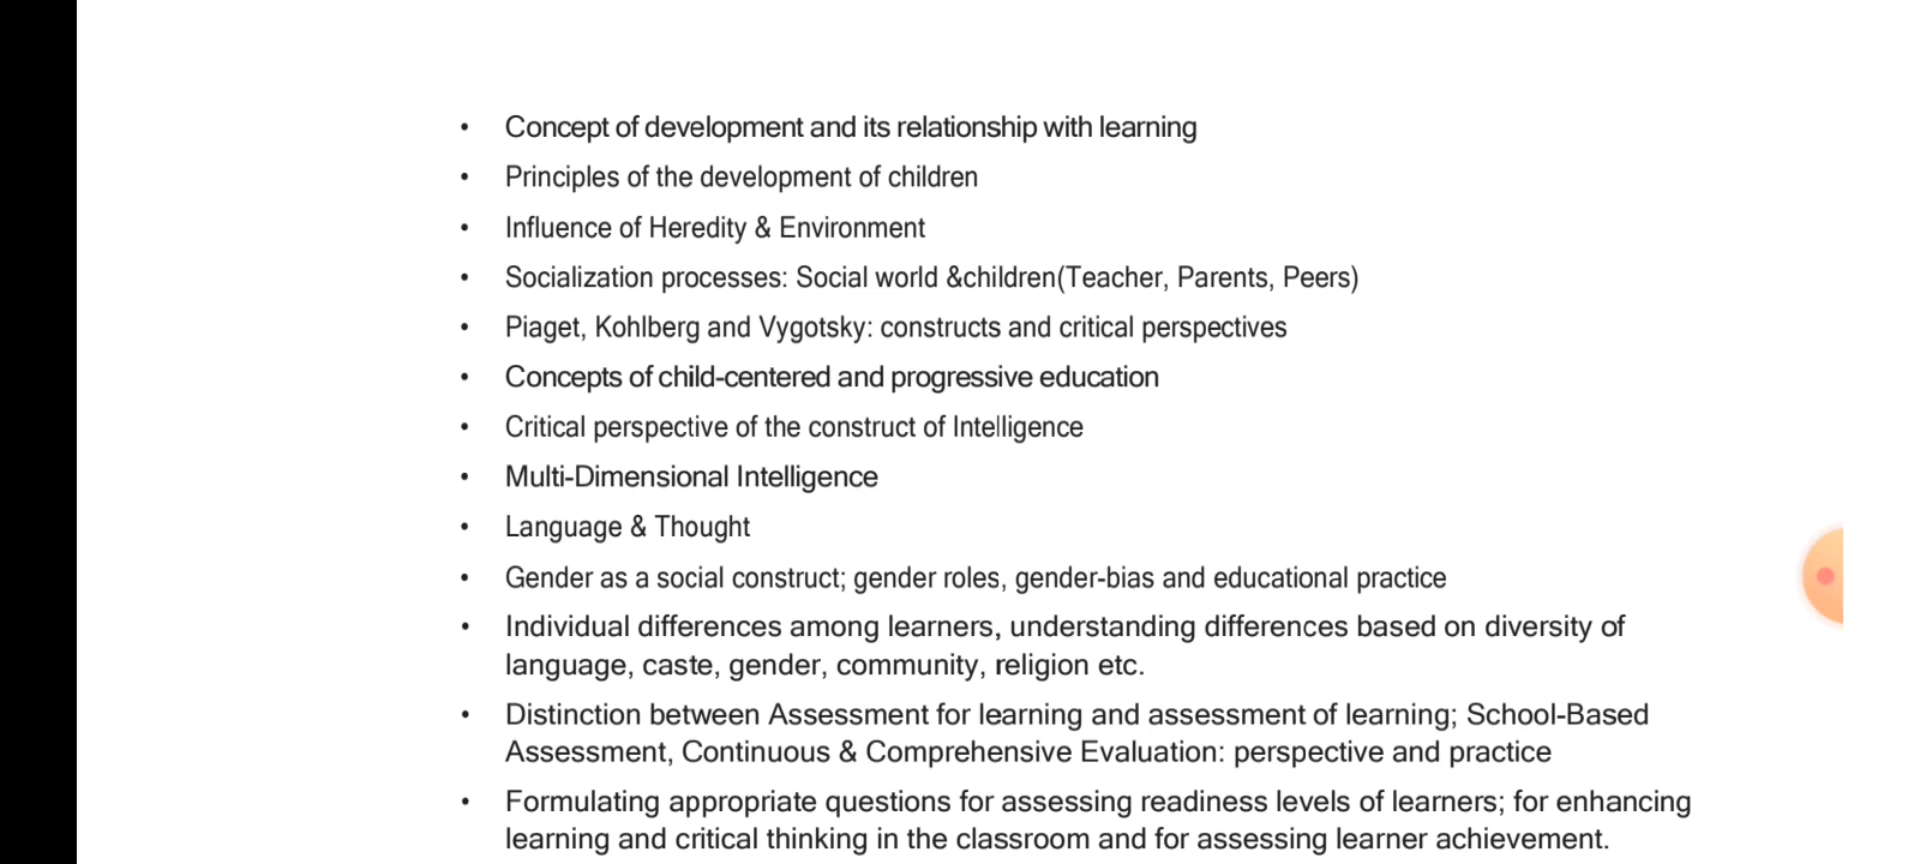 • Concept of development and its relationship with learning
• Principles of the development of children
• Influence of Heredity & Environment
• Socialization processes: Social world &children(Teacher, Parents, Peers)
• Piaget, Kohlberg and Vygotsky: constructs and critical perspectives
• Concepts of child-centered and progressive education
• Critical perspective of the construct of Intelligence
• Multi-Dimensional Intelligence
• Language & Thought
• Gender as a social construct; gender roles, gender-bias and educational practice
• Individual differences among learners, understanding differences based on diversity of
language, caste, gender, community, religion etc.
• Distinction between Assessment for learning and assessment of learning; School-Based
Assessment, Continuous & Comprehensive Evaluation: perspective and practice
• Formulating appropriate questions for assessing readiness levels of learners; for enhancing
learning and critical thinking in the classroom and for assessing learner achievement.